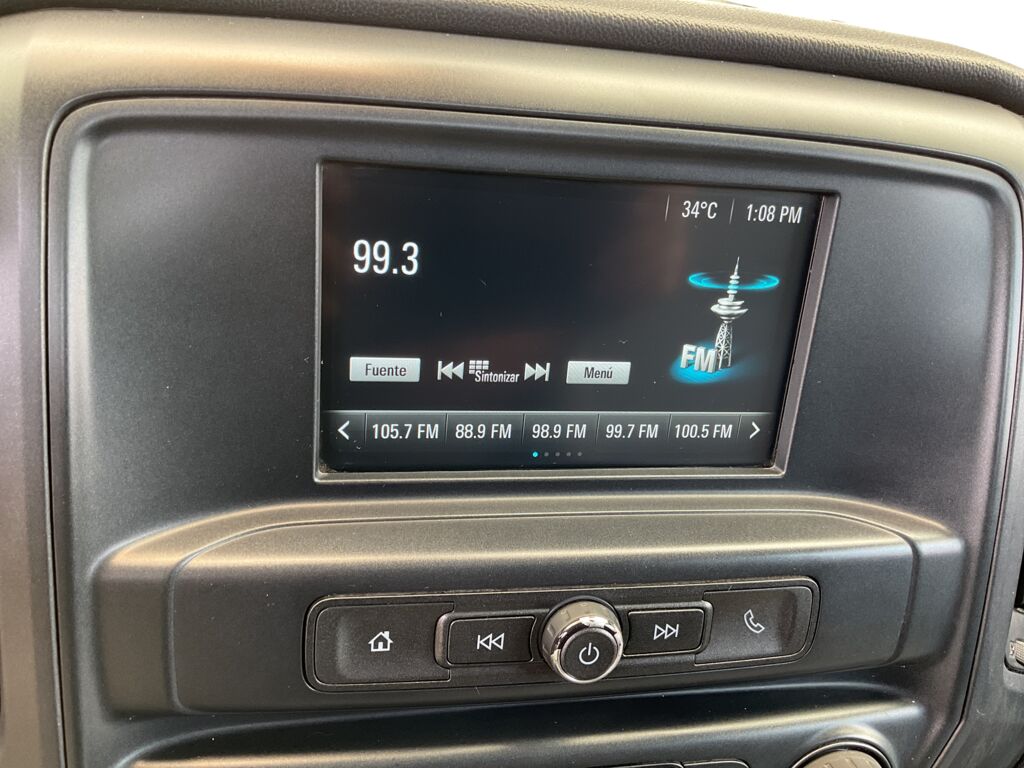 34°C 1:08 PM
99.3
FM
Fuente Sintonizar Menú
105.7 FM 88.9 FM 98.9 FM 99.7 FM 100.5 FM